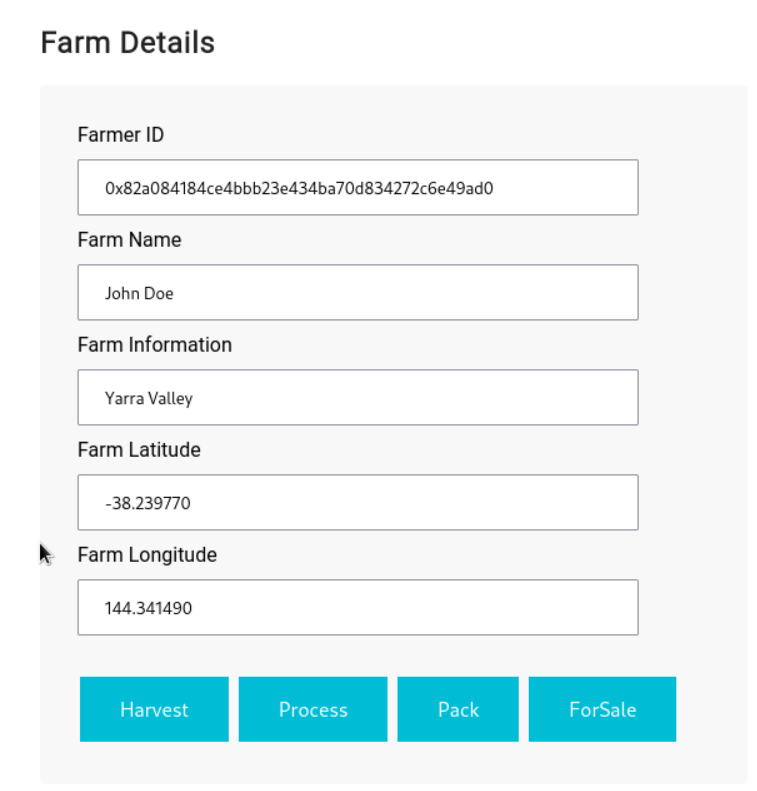 Farm Details
Farmer ID
0x82a084184ce4bbb23e434ba70d834272c6e49ad0
Farm Name
John Doe
Farm Information
Yarra Valley
Farm Latitude
-38.239770
Farm Longitude
144.341490
Harvest Process Pack ForSale